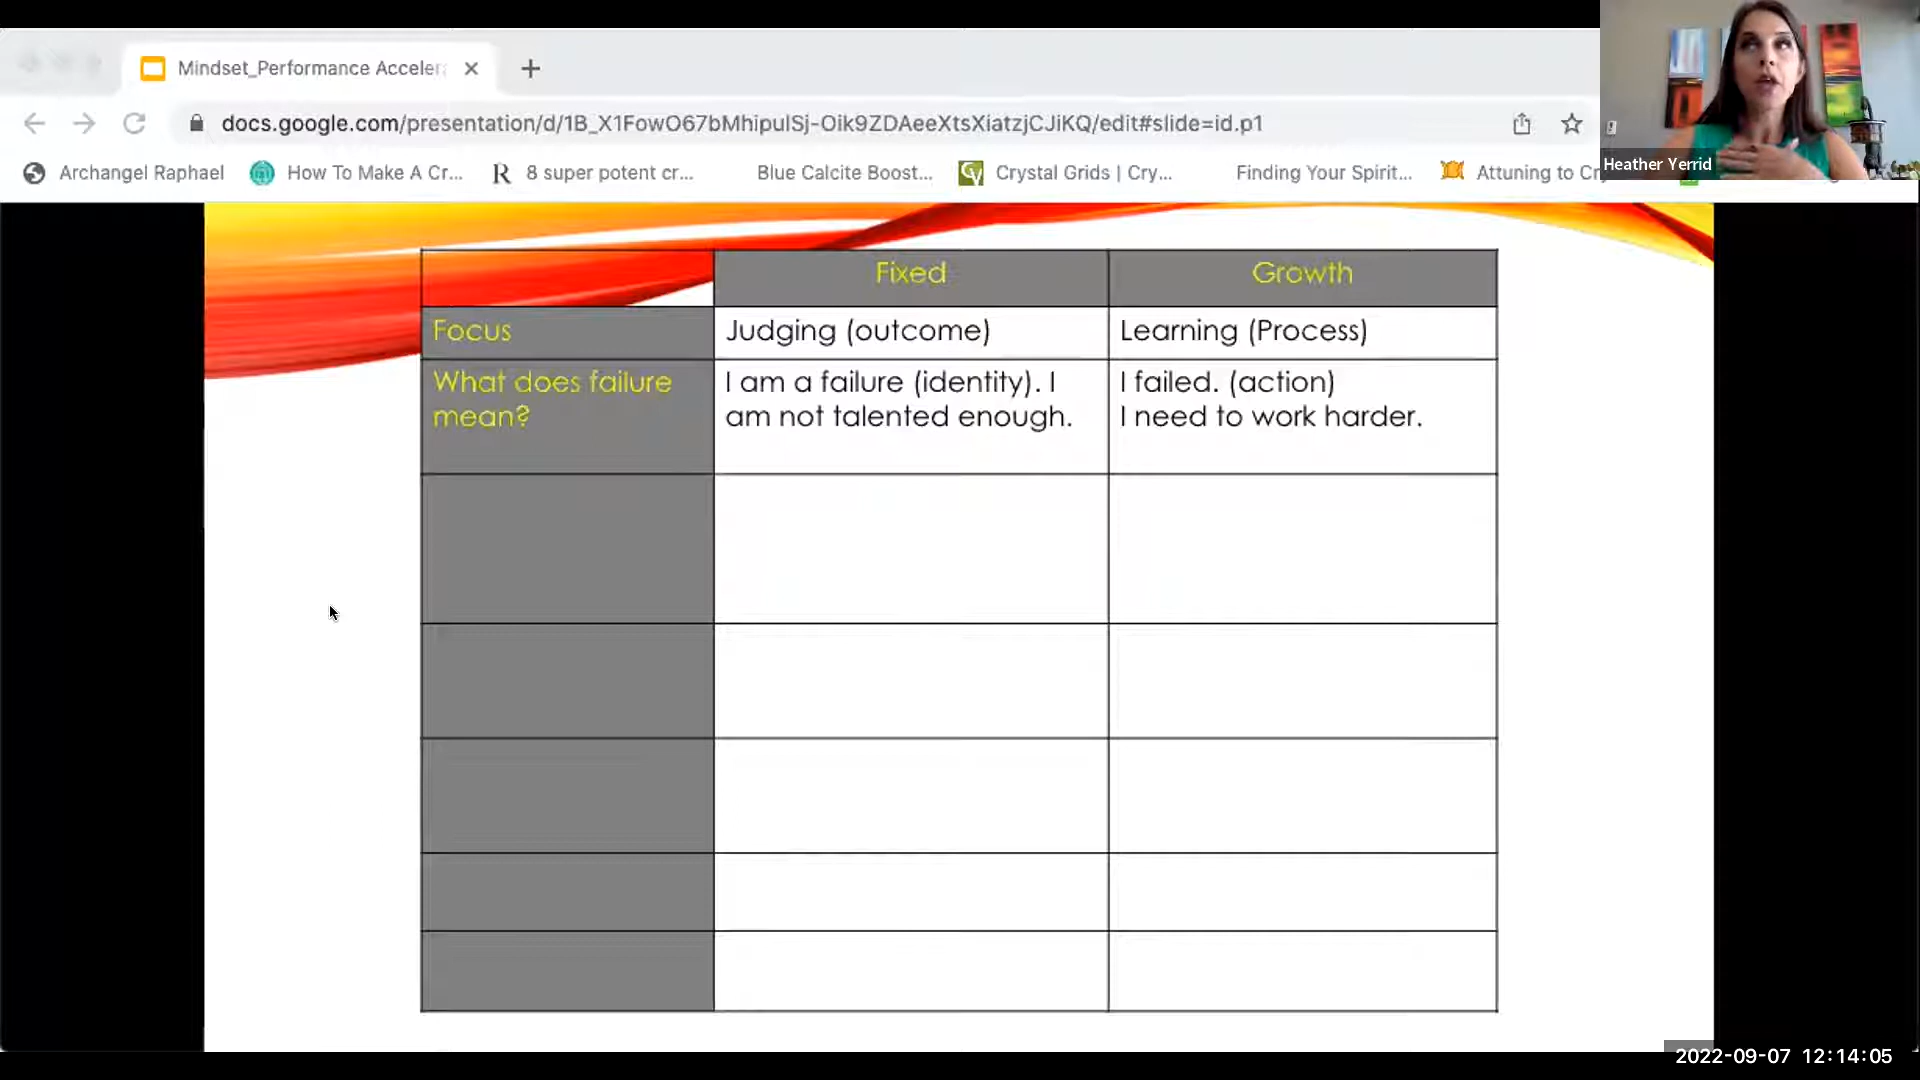 Mindset_Performance Acceler
docs.google.com/presentation/d/1B_X1FowO67bMhipulSj-Oik9ZDAeeXtsXiatzjCJiKQ/edit#slide=id.p1
Archangel Raphael
How To Make A Cr...
R
8 super potent cr...
Blue Calcite Boost...
Crystal Grids | Cry...
Finding Your Spirit...
Attuning to Cr
Heather Yerrid
Fixed
Growth
Focus
Judging (outcome)
Learning (Process)
What does failure
mean?
I am a failure (identity). I
am not talented enough.
I failed. (action)
I need to work harder.
2022-09-07 12:14:05